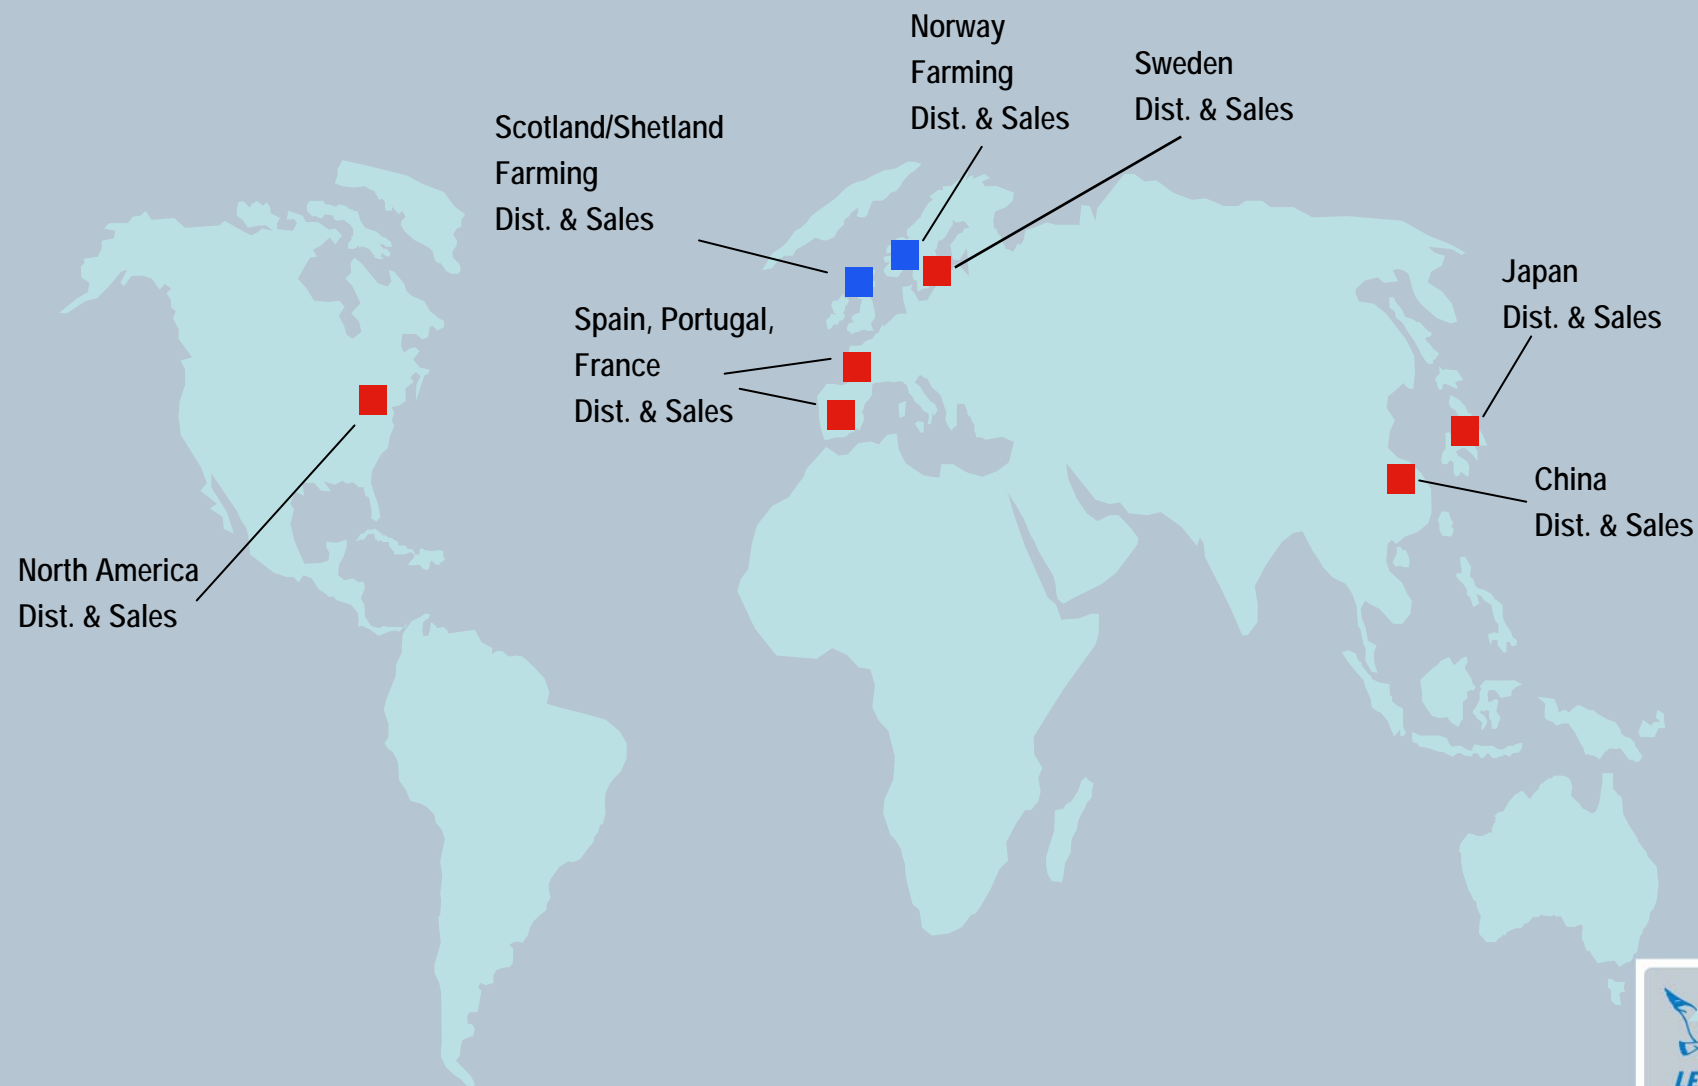 Norway
Farming
Dist. & Sales
Sweden
Dist. & Sales
Scotland/Shetland
Farming
Dist. & Sales
Spain, Portugal,
France
Dist. & Sales
Japan
Dist. & Sales
China
Dist. & Sales
North America
Dist. & Sales